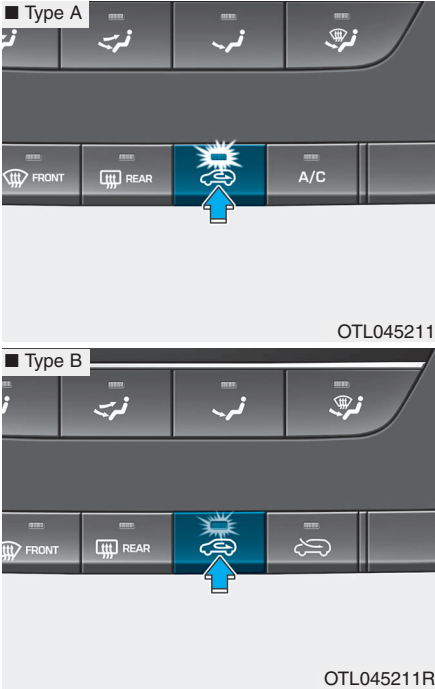 ■ Type A
FRONT
REAR
A/C
OTL045211
■ Type B
FRONT
REAR
OTL045211R